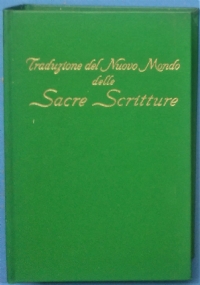 Traduzione del Nuovo Mondo
delle
Sacre Scritture